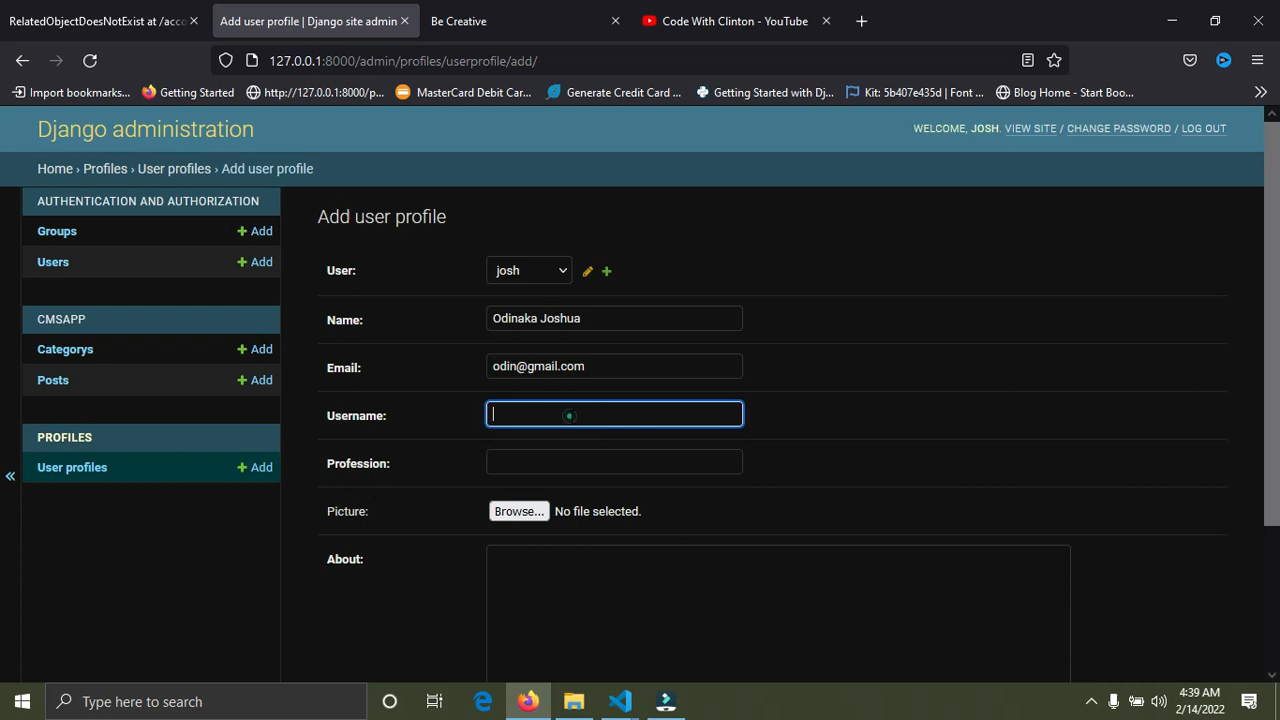 RelatedObjectDoesNotExist at /acco
Add user profile | Django site admin
Be Creative
Code With Clinton - YouTube
127.0.0.1:8000/admin/profiles/userprofile/add/
Import bookmarks...
Getting Started
http://127.0.0.1:8000/p...
MasterCard Debit Car...
Generate Credit Card ...
Getting Started with Dj...
Kit: 5b407e435d | Font ...
Blog Home - Start Boo...
Django administration
WELCOME, JOSH. VIEW SITE / CHANGE PASSWORD / LOG OUT
Home › Profiles › User profiles › Add user profile
AUTHENTICATION AND AUTHORIZATION
Groups
Add
Users
Add
CMSAPP
Categorys
Add
Posts
Add
PROFILES
User profiles
Add
«
Add user profile
User:
josh
Name:
Odinaka Joshua
Email:
odin@gmail.com
Username:
Profession:
Picture:
Browse... No file selected.
About:
Type here to search
4:39 AM
2/14/2022